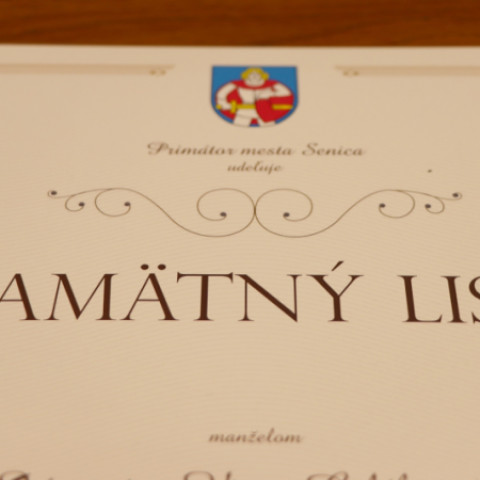 Primátor mesta Senica
udeľuje
AMÄTNÝ LIS
manželom